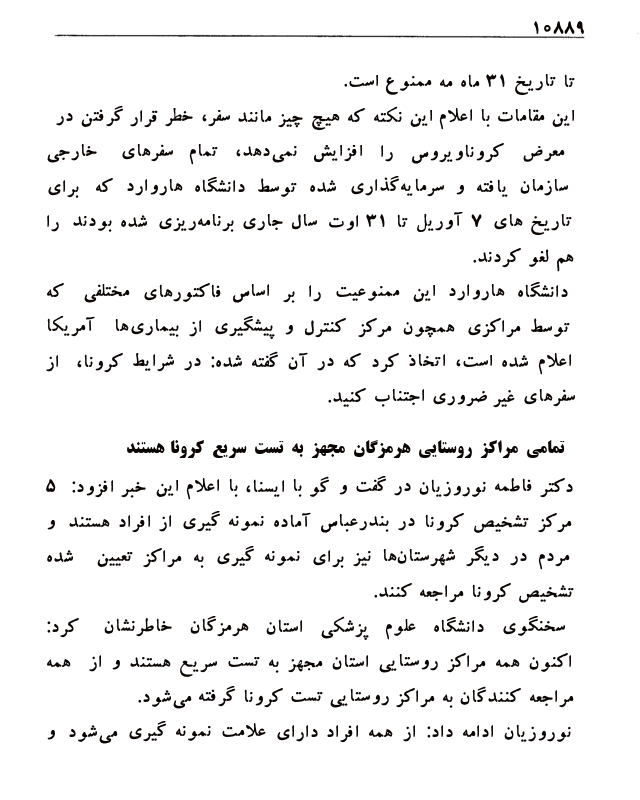 ۱۰۸۸۹
تا تاریخ ۳۱ ماه مه ممنوع است.
این مقامات با اعلام این نکته که هیچ چیز مانند سفر، خطر قرار گرفتن در
معرض کروناویروس را افزایش نمی‌دهد، تمام سفرهای خارجی
سازمان یافته و سرمایه‌گذاری شده توسط دانشگاه هاروارد که برای
تاریخ های ۷ آوریل تا ۳۱ اوت سال جاری برنامه‌ریزی شده بودند را
هم لغو کردند.
دانشگاه هاروارد این ممنوعیت را بر اساس فاکتورهای مختلفی که
توسط مراکزی همچون مرکز کنترل و پیشگیری از بیماری‌ها آمریکا
اعلام شده است، اتخاذ کرد که در آن گفته شده: در شرایط کرونا، از
سفرهای غیر ضروری اجتناب کنید.
تمامی مراکز روستایی هرمزگان مجهز به تست سریع کرونا هستند
دکتر فاطمه نوروزیان در گفت و گو با ایسنا، با اعلام این خبر افزود: ۵
مرکز تشخیص کرونا در بندرعباس آماده نمونه گیری از افراد هستند و
مردم در دیگر شهرستان‌ها نیز برای نمونه گیری به مراکز تعیین شده
تشخیص کرونا مراجعه کنند.
سخنگوی دانشگاه علوم پزشکی استان هرمزگان خاطرنشان کرد:
اکنون همه مراکز روستایی استان مجهز به تست سریع هستند و از همه
مراجعه کنندگان به مراکز روستایی تست کرونا گرفته می‌شود.
نوروزیان ادامه داد: از همه افراد دارای علامت نمونه گیری می‌شود و